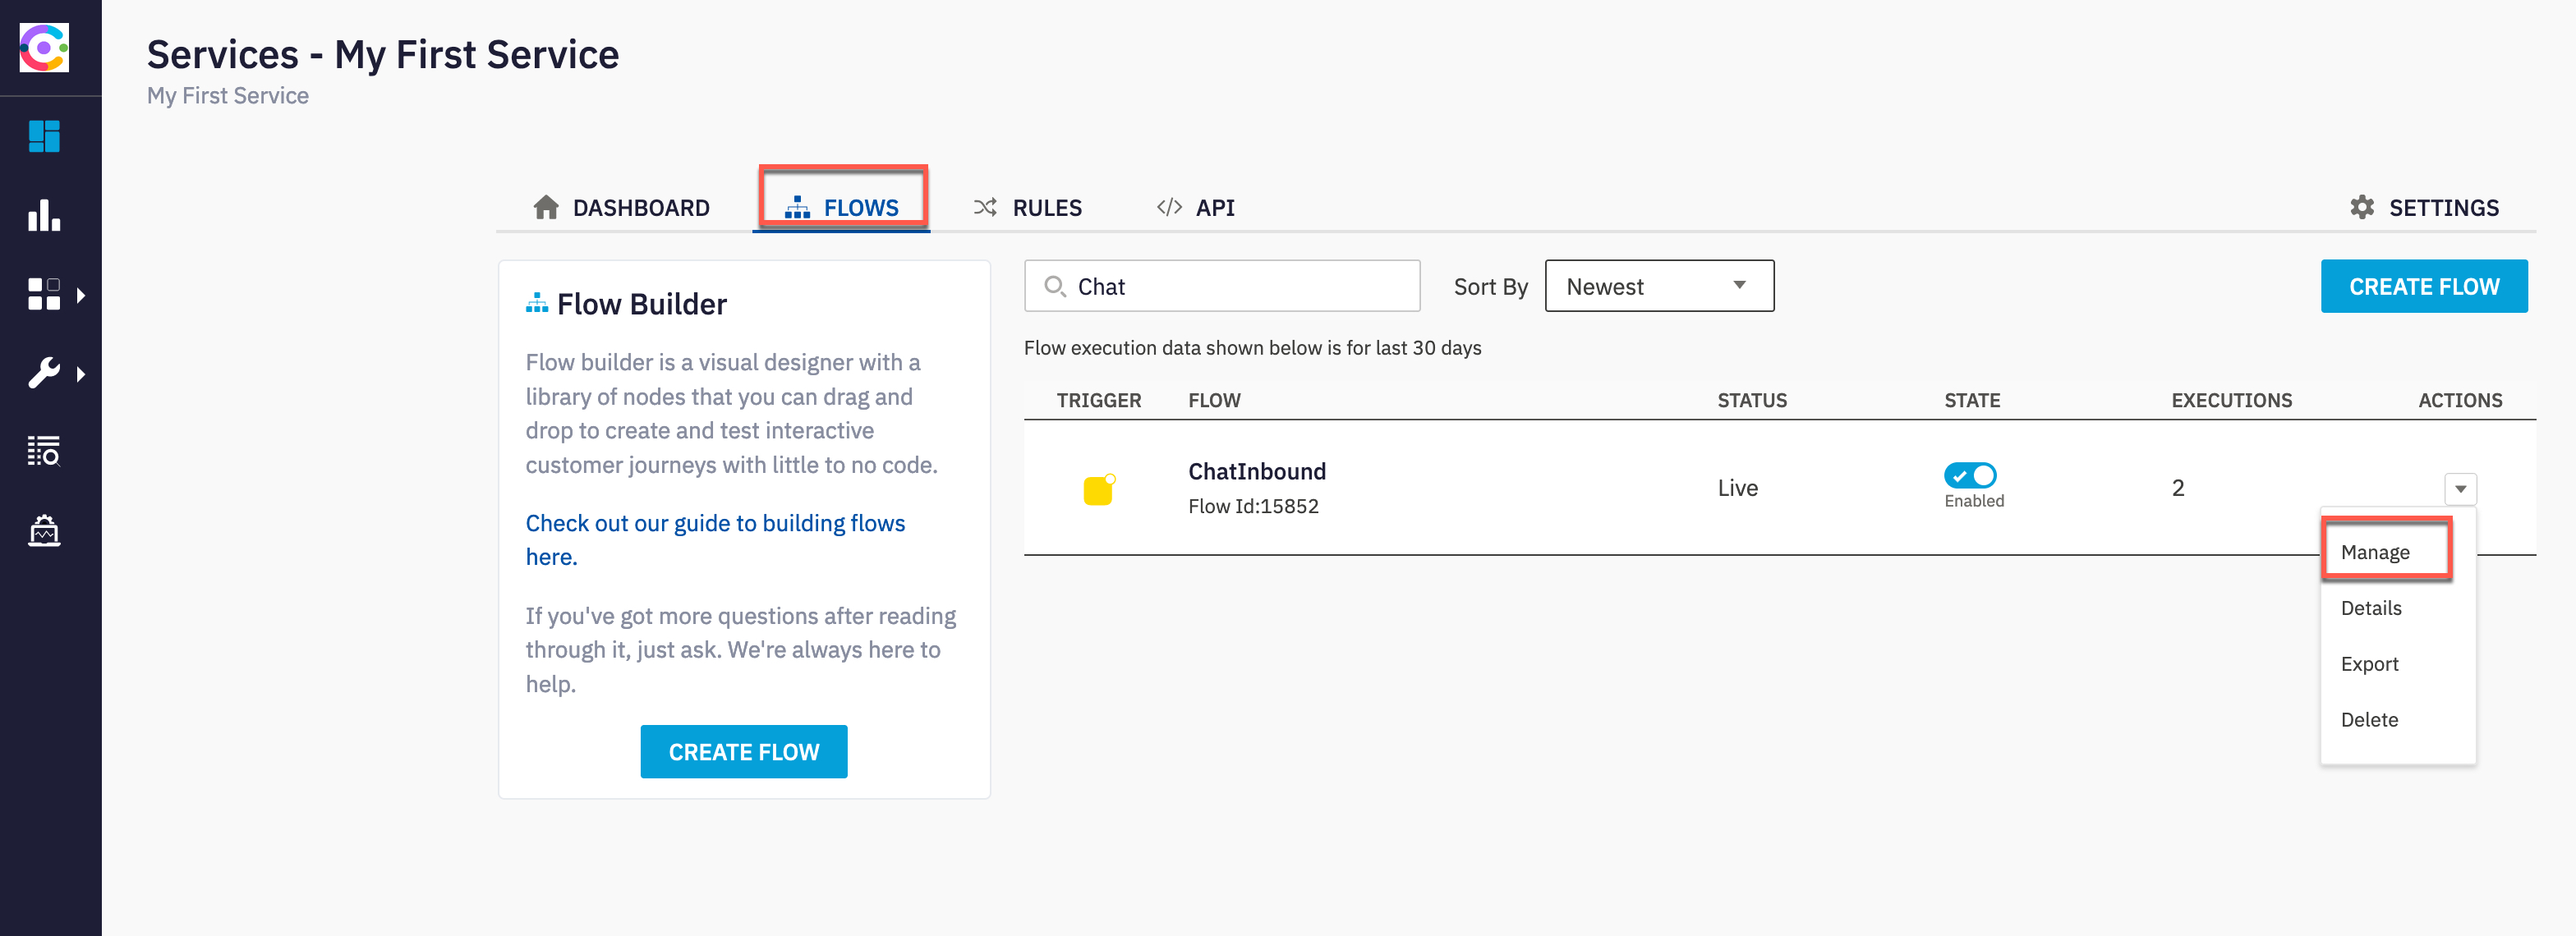 Services - My First Service
My First Service
DASHBOARD
FLOWS
RULES
</> API
SETTINGS
Flow Builder
Flow builder is a visual designer with a
library of nodes that you can drag and
drop to create and test interactive
customer journeys with little to no code.
Check out our guide to building flows
here.
If you've got more questions after reading
through it, just ask. We're always here to
help.
CREATE FLOW
Chat
Sort By
Newest
CREATE FLOW
Flow execution data shown below is for last 30 days
TRIGGER FLOW STATUS STATE EXECUTIONS ACTIONS
ChatInbound
Flow Id:15852
Live
Enabled
2
Manage
Details
Export
Delete